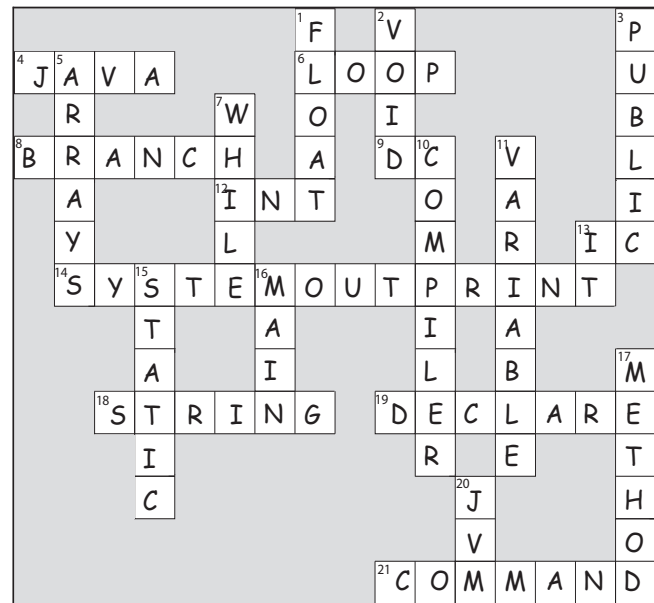 1 F 2 V 3 P
4 J 5 A V A 6 L O O P U
R 7 W O I B
8 B R A N C H A 9 D 10 C 11 V L
A 12 I N T O A I
Y L M R 13 I C
14 S Y 15 S T E 16 M O U T P R I N T
T A I A
A I L B 17 M
18 S T R I N G 19 D E C L A R E
I R E T
C 20 J H
V O
21 C O M M A N D